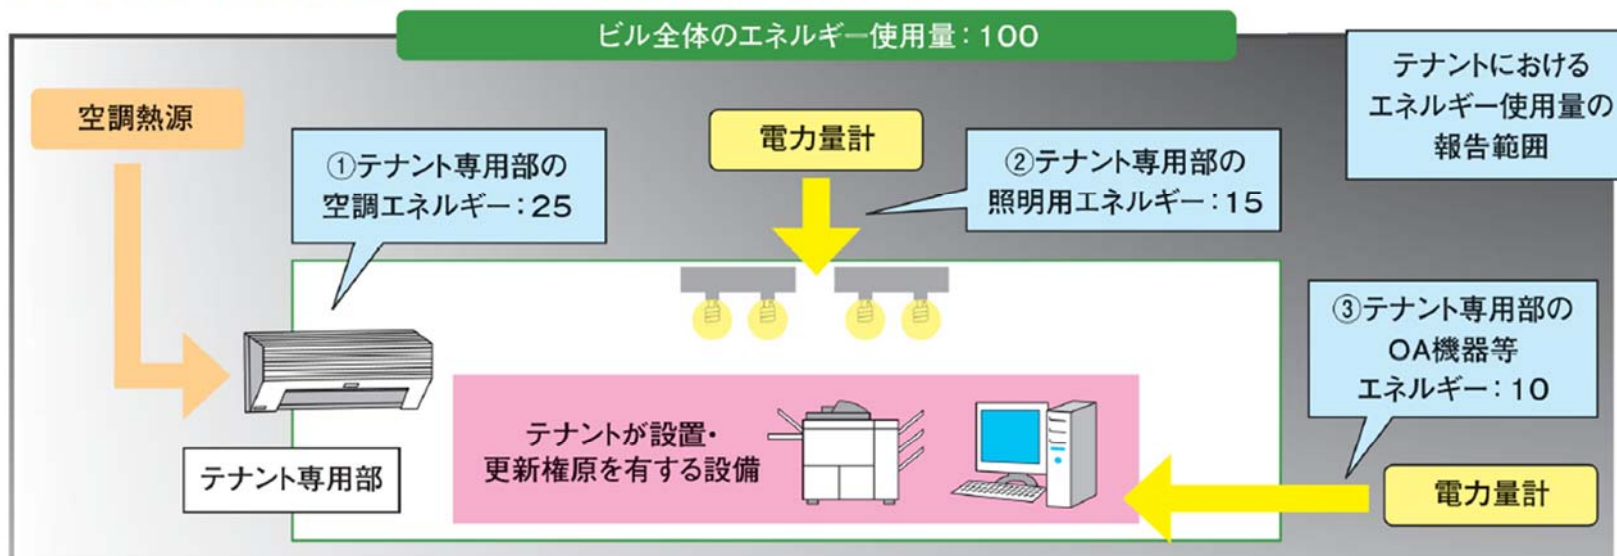 ビル全体のエネルギー使用量：100
テナントにおける
エネルギー使用量の
報告範囲
空調熱源
①テナント専用部の
空調エネルギー：25
電力量計
②テナント専用部の
照明用エネルギー：15
③テナント専用部の
OA機器等
エネルギー：10
テナントが設置・
更新権原を有する設備
テナント専用部
電力量計